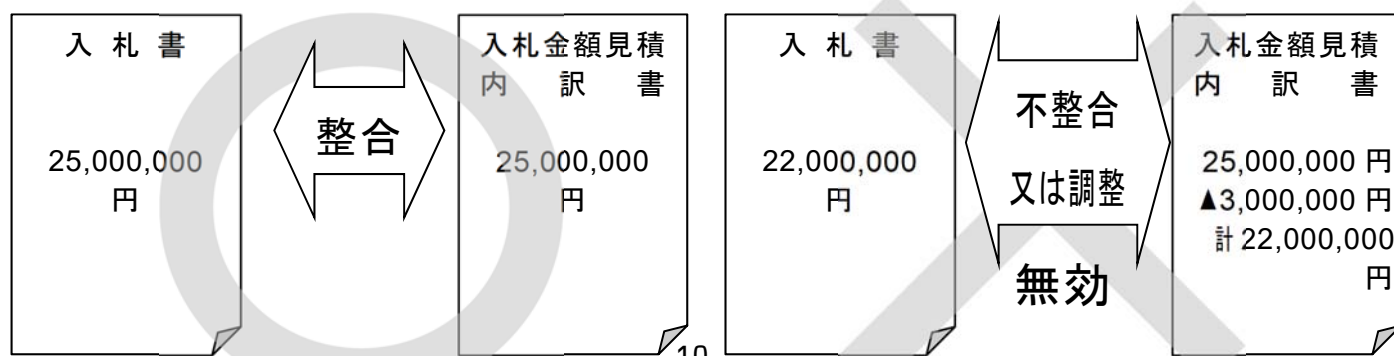 入 札 書
25,000,000
円
整合
入札金額見積
内 訳 書
25,000,000
円
入 札 書
22,000,000
円
不整合
又は調整
無効
入札金額見積
内 訳 書
25,000,000 円
▲3,000,000 円
計 22,000,000
円
10